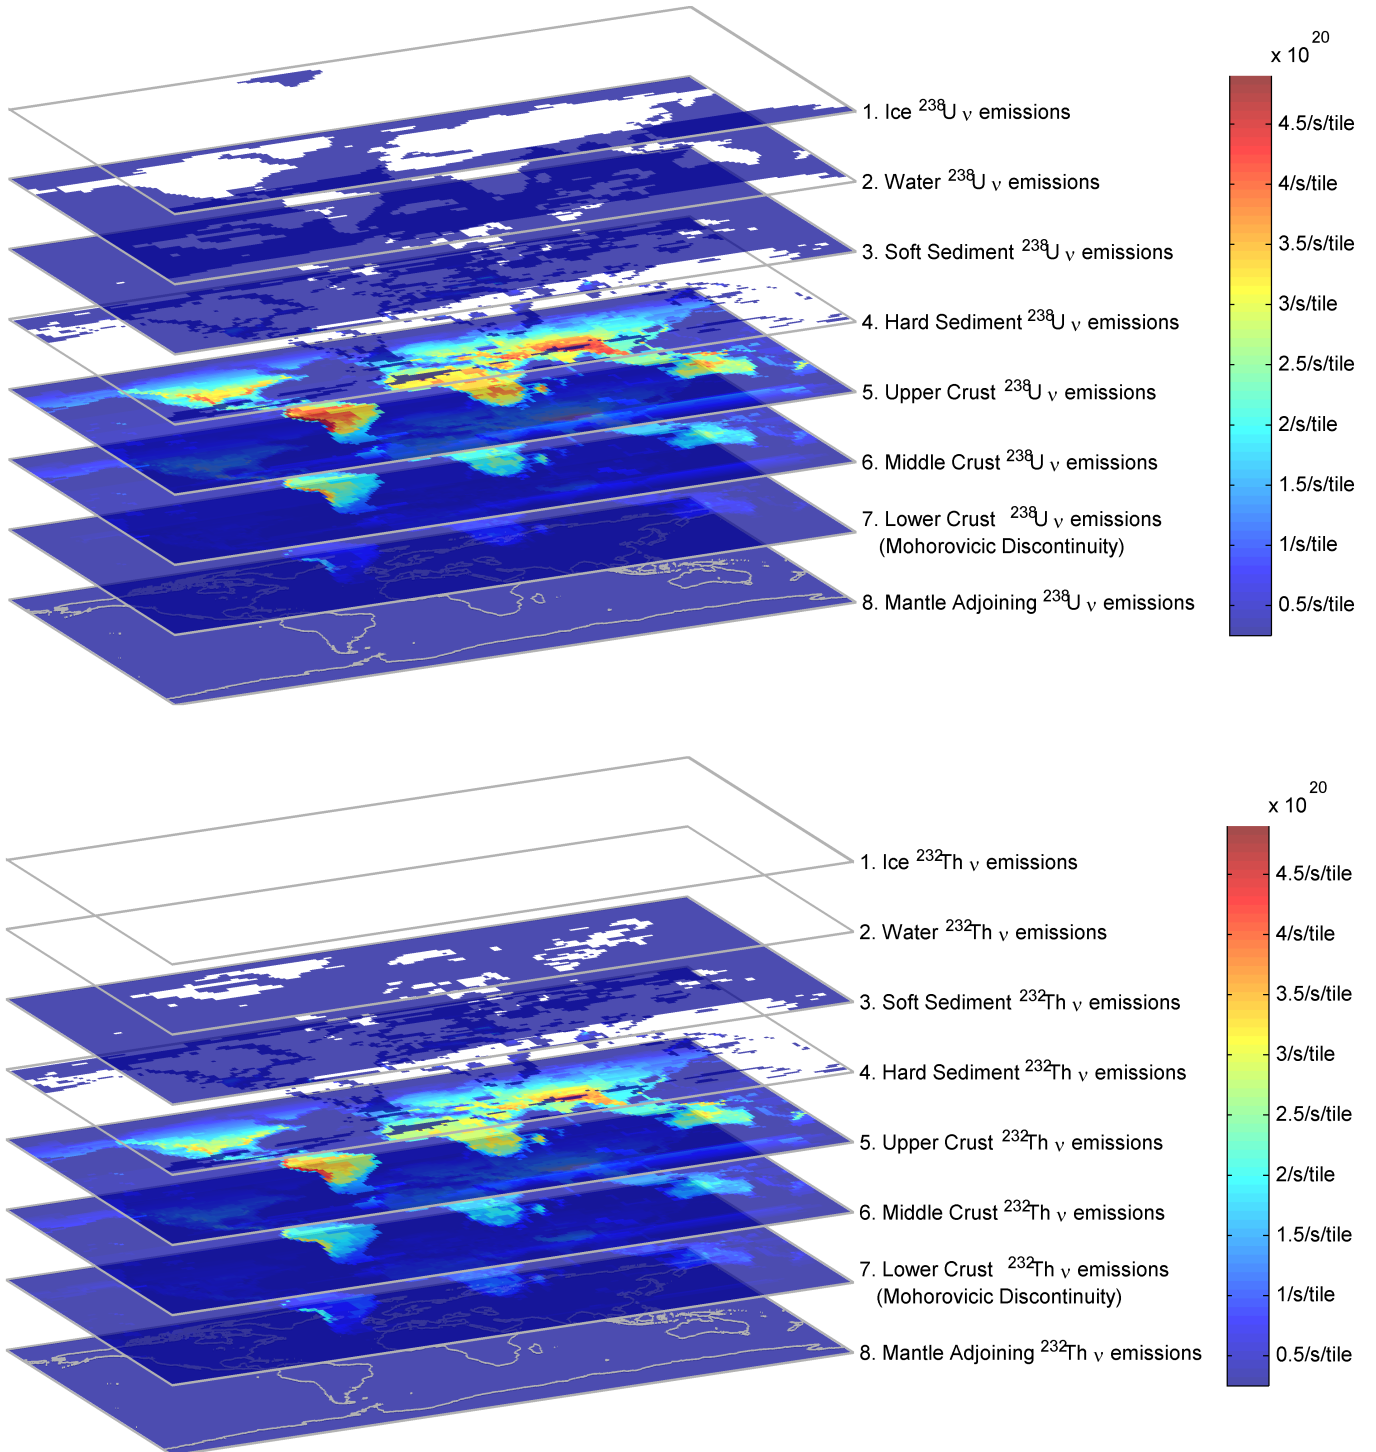 x 10^20
1. Ice ²³⁸U ν emissions
4.5/s/tile
2. Water ²³⁸U ν emissions
4/s/tile
3. Soft Sediment ²³⁸U ν emissions
3.5/s/tile
4. Hard Sediment ²³⁸U ν emissions
3/s/tile
5. Upper Crust ²³⁸U ν emissions
2.5/s/tile
2/s/tile
6. Middle Crust ²³⁸U ν emissions
1.5/s/tile
7. Lower Crust ²³⁸U ν emissions
(Mohorovicic Discontinuity)
1/s/tile
8. Mantle Adjoining ²³⁸U ν emissions
0.5/s/tile
x 10^20
1. Ice ²³²Th ν emissions
4.5/s/tile
2. Water ²³²Th ν emissions
4/s/tile
3. Soft Sediment ²³²Th ν emissions
3.5/s/tile
4. Hard Sediment ²³²Th ν emissions
3/s/tile
5. Upper Crust ²³²Th ν emissions
2.5/s/tile
2/s/tile
6. Middle Crust ²³²Th ν emissions
1.5/s/tile
7. Lower Crust ²³²Th ν emissions
(Mohorovicic Discontinuity)
1/s/tile
8. Mantle Adjoining ²³²Th ν emissions
0.5/s/tile